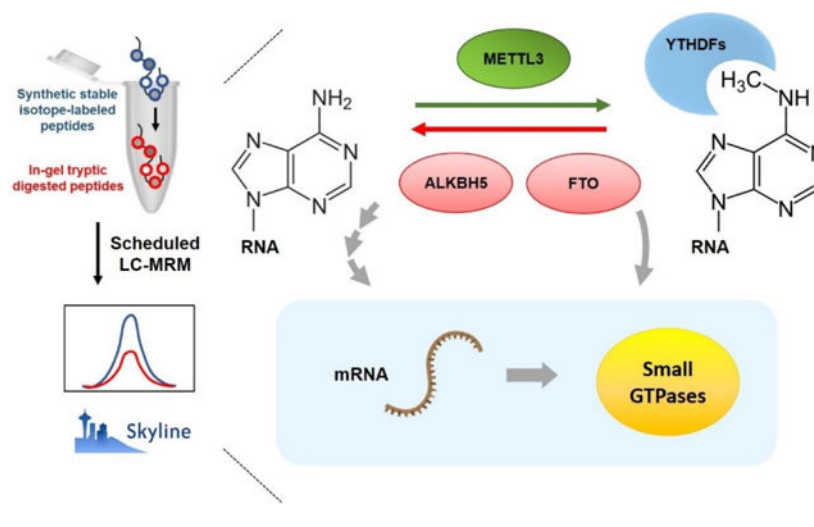 Synthetic stable
isotope-labeled
peptides
In-gel tryptic
digested peptides
Scheduled
LC-MRM
Skyline
METTL3
YTHDFs
NH₂
N
N
N
N
RNA
ALKBH5
FTO
H₃C
NH
N
N
N
N
RNA
mRNA
Small
GTPases